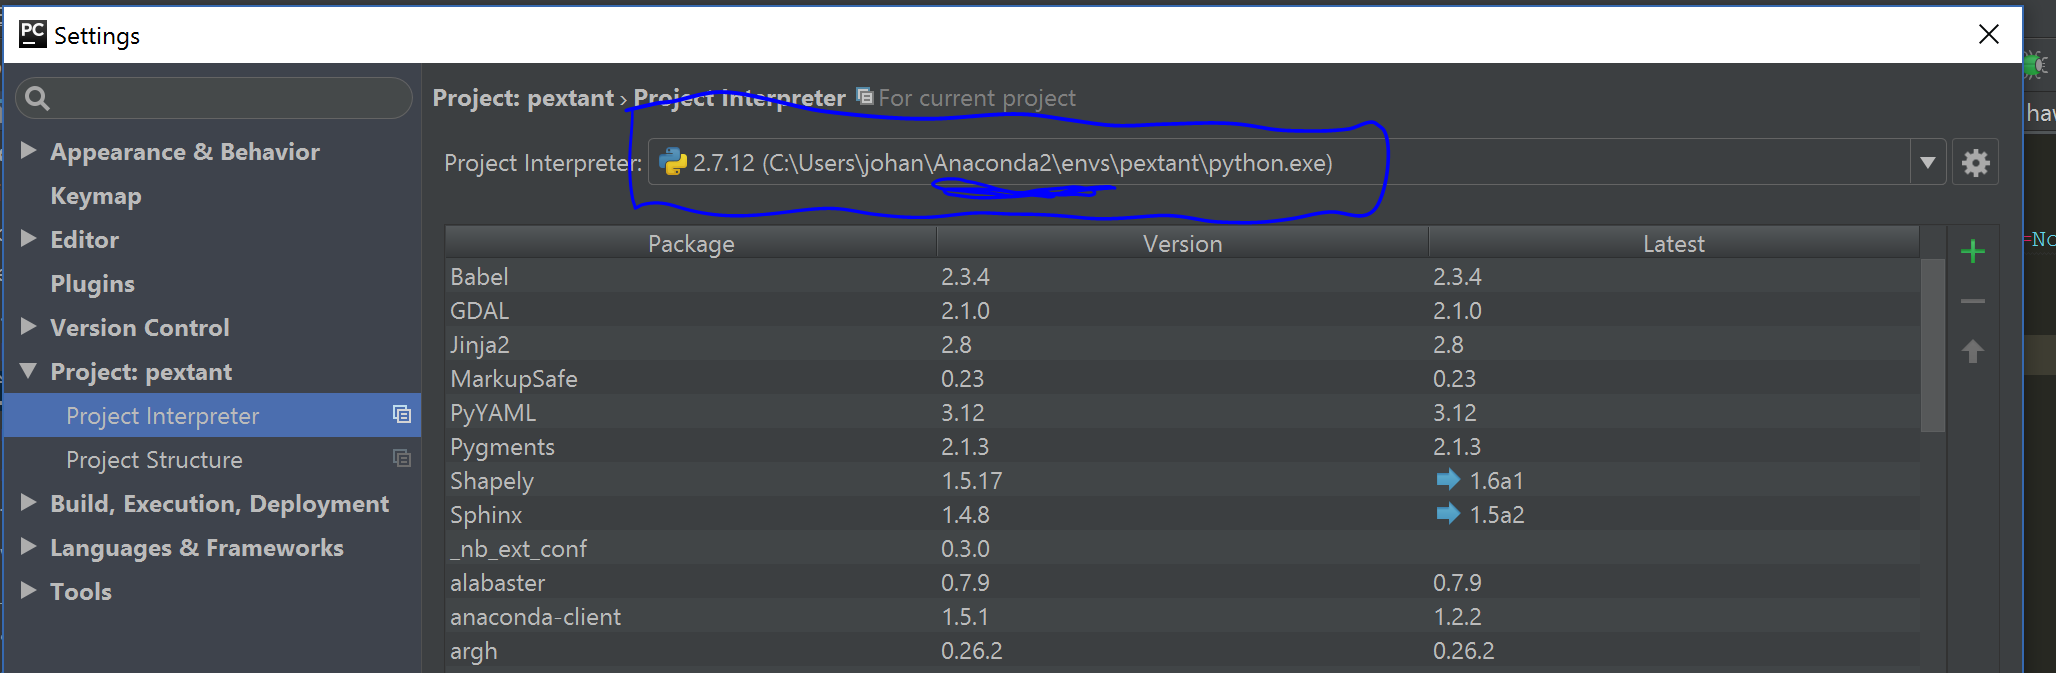 PC Settings
Project: pextant › Project Interpreter For current project
Project Interpreter: 2.7.12 (C:\Users\johan\Anaconda2\envs\pextant\python.exe)
Appearance & Behavior
Keymap
Editor
Plugins
Version Control
Project: pextant
Project Interpreter
Project Structure
Build, Execution, Deployment
Languages & Frameworks
Tools
Package Version Latest
Babel 2.3.4 2.3.4
GDAL 2.1.0 2.1.0
Jinja2 2.8 2.8
MarkupSafe 0.23 0.23
PyYAML 3.12 3.12
Pygments 2.1.3 2.1.3
Shapely 1.5.17 1.6a1
Sphinx 1.4.8 1.5a2
_nb_ext_conf 0.3.0
alabaster 0.7.9 0.7.9
anaconda-client 1.5.1 1.2.2
argh 0.26.2 0.26.2